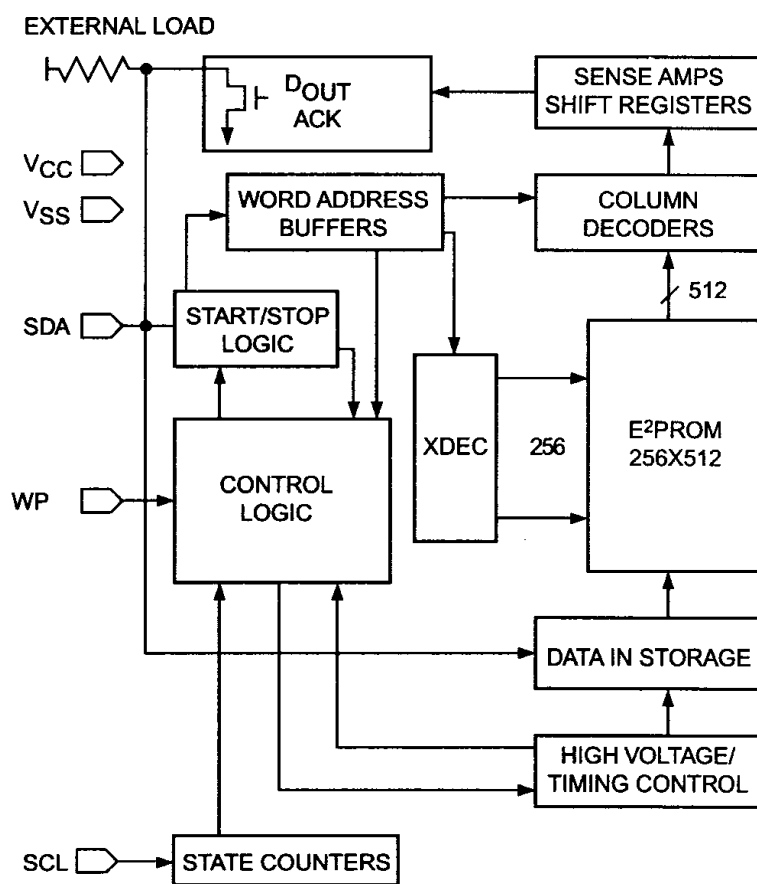 EXTERNAL LOAD
DOUT
ACK
SENSE AMPS
SHIFT REGISTERS
VCC
VSS
WORD ADDRESS
BUFFERS
COLUMN
DECODERS
512
SDA
START/STOP
LOGIC
XDEC
256
E²PROM
256X512
WP
CONTROL
LOGIC
DATA IN STORAGE
HIGH VOLTAGE/
TIMING CONTROL
SCL
STATE COUNTERS